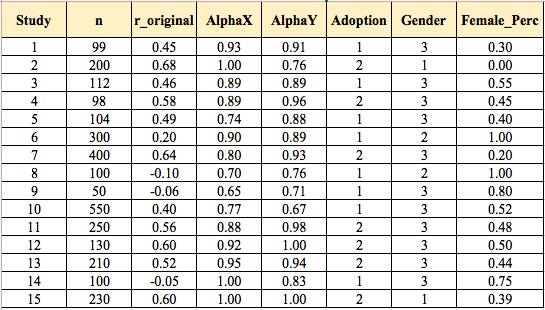 Study n r_original AlphaX AlphaY Adoption Gender Female_Perc
1 99 0.45 0.93 0.91 1 3 0.30
2 200 0.68 1.00 0.76 2 1 0.00
3 112 0.46 0.89 0.89 1 3 0.55
4 98 0.58 0.89 0.96 2 3 0.45
5 104 0.49 0.74 0.88 1 3 0.40
6 300 0.20 0.90 0.89 1 2 1.00
7 400 0.64 0.80 0.93 2 3 0.20
8 100 -0.10 0.70 0.76 1 2 1.00
9 50 -0.06 0.65 0.71 1 3 0.80
10 550 0.40 0.77 0.67 1 3 0.52
11 250 0.56 0.88 0.98 2 3 0.48
12 130 0.60 0.92 1.00 2 3 0.50
13 210 0.52 0.95 0.94 2 3 0.44
14 100 -0.05 1.00 0.83 1 3 0.75
15 230 0.60 1.00 1.00 2 1 0.39